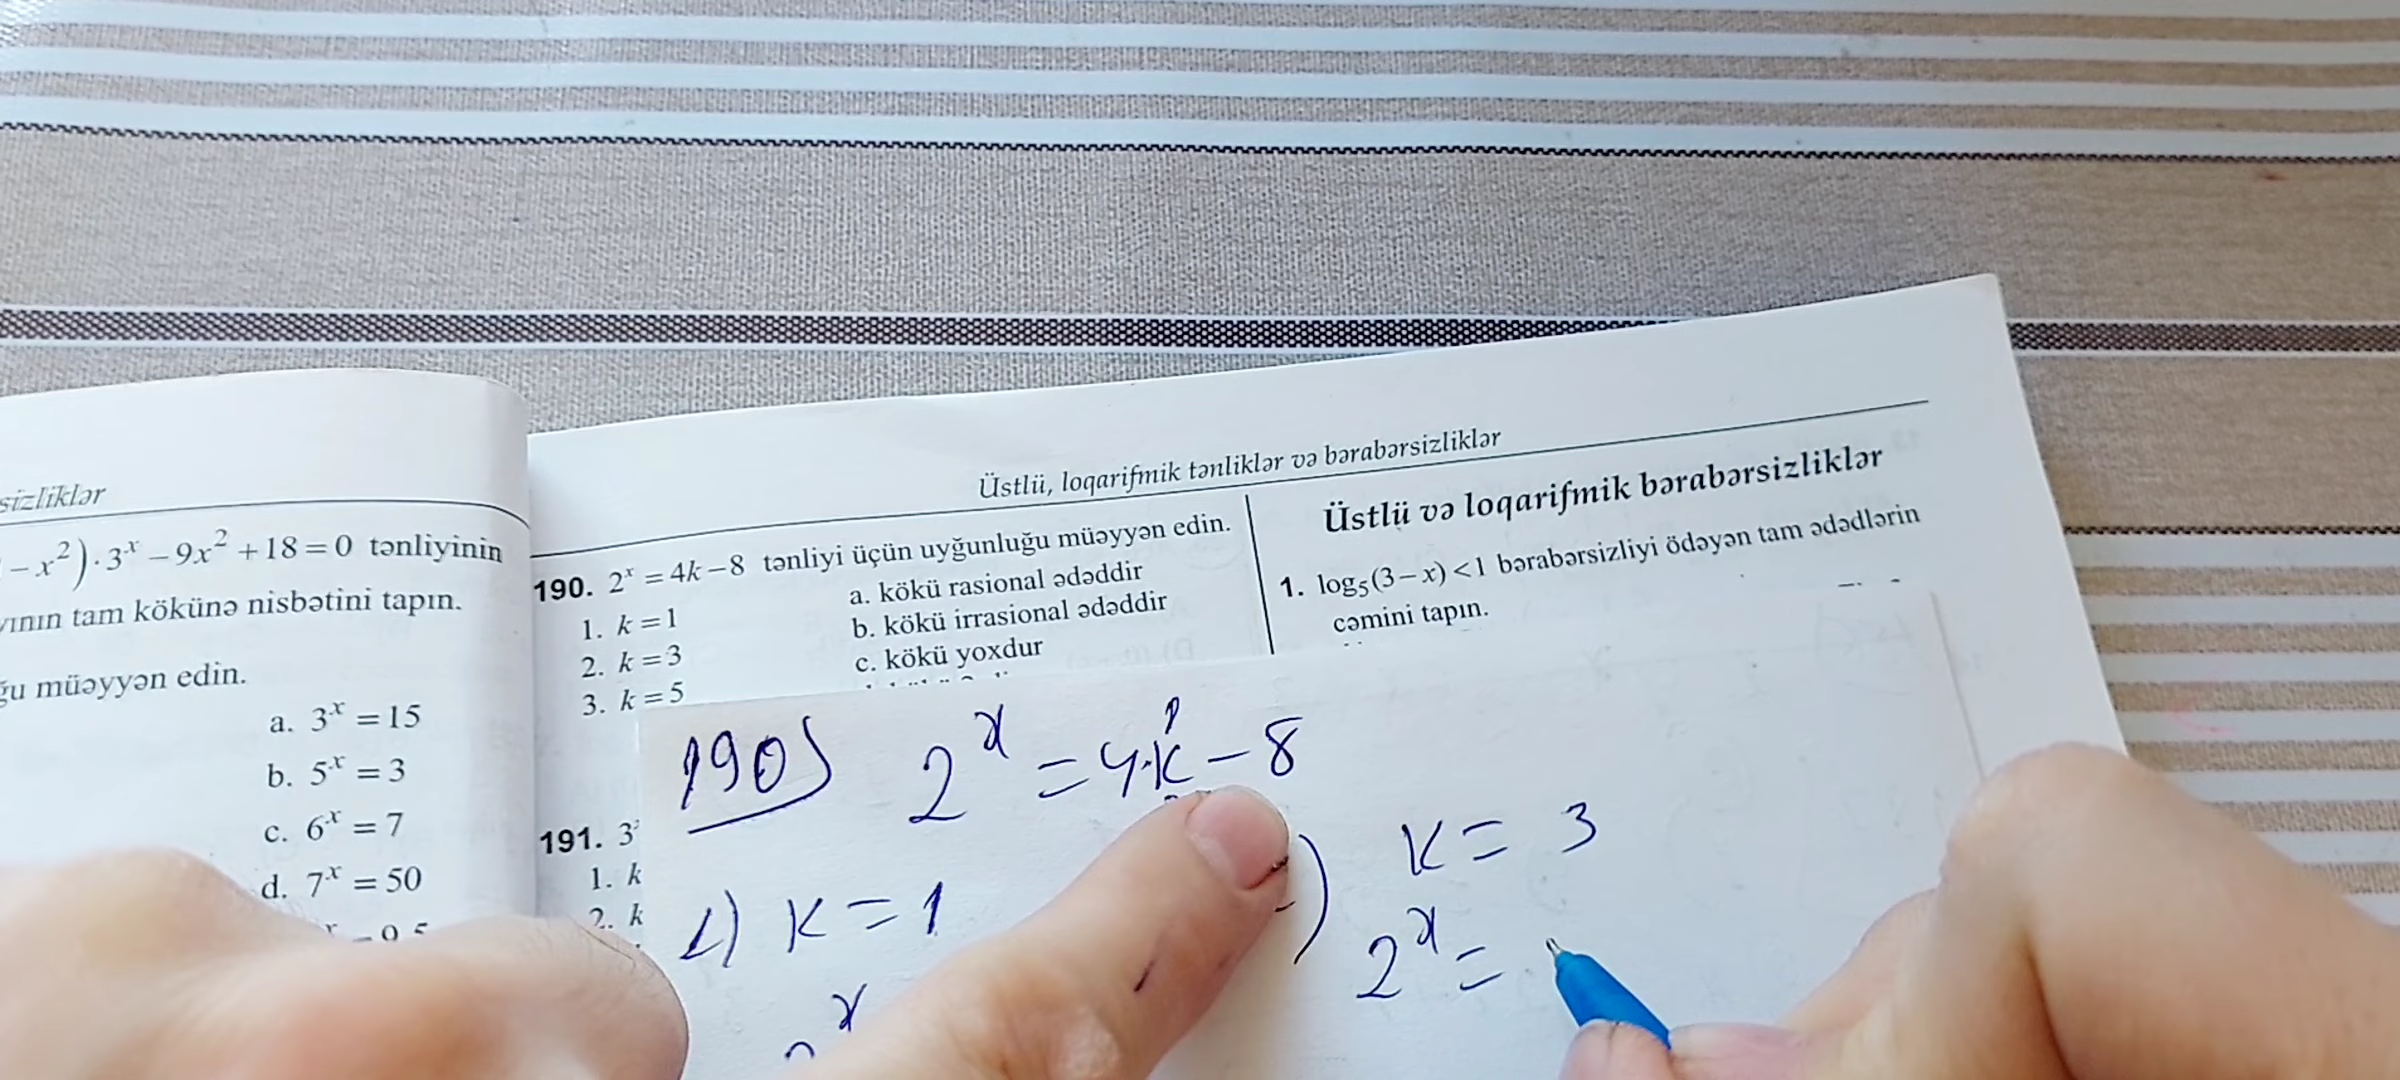 sizliklər
– x²) · 3ˣ – 9x² + 18 = 0 tənliyinin
tam kökünə nisbətini tapın.
müəyyən edin.
a. 3ˣ = 15
b. 5ˣ = 3
c. 6ˣ = 7
d. 7ˣ = 50
Üstlü, loqarifmik tənliklər və bərabərsizliklər
190. 2ˣ = 4k – 8 tənliyi üçün uyğunluğu müəyyən edin.
1. k = 1
2. k = 3
3. k = 5
a. kökü rasional ədəddir
b. kökü irrasional ədəddir
c. kökü yoxdur
191. 3
1. k
2. k
Üstlü və loqarifmik bərabərsizliklər
1. log₅(3 – x) < 1 bərabərsizliyi ödəyən tam ədədlərin
cəmini tapın.
190) 2ˣ = 4·k – 8
1) k = 1
) k = 3
2ˣ =
x